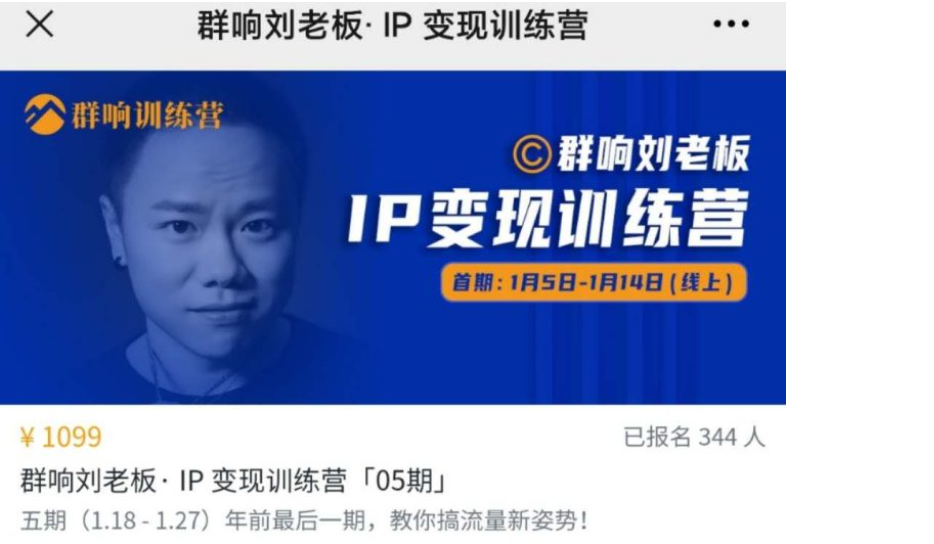 群响刘老板· IP 变现训练营
群响训练营
©群响刘老板
IP变现训练营
首期:1月5日-1月14日(线上)
¥ 1099
已报名 344 人
群响刘老板· IP 变现训练营「05期」
五期（1.18 - 1.27）年前最后一期，教你搞流量新姿势！